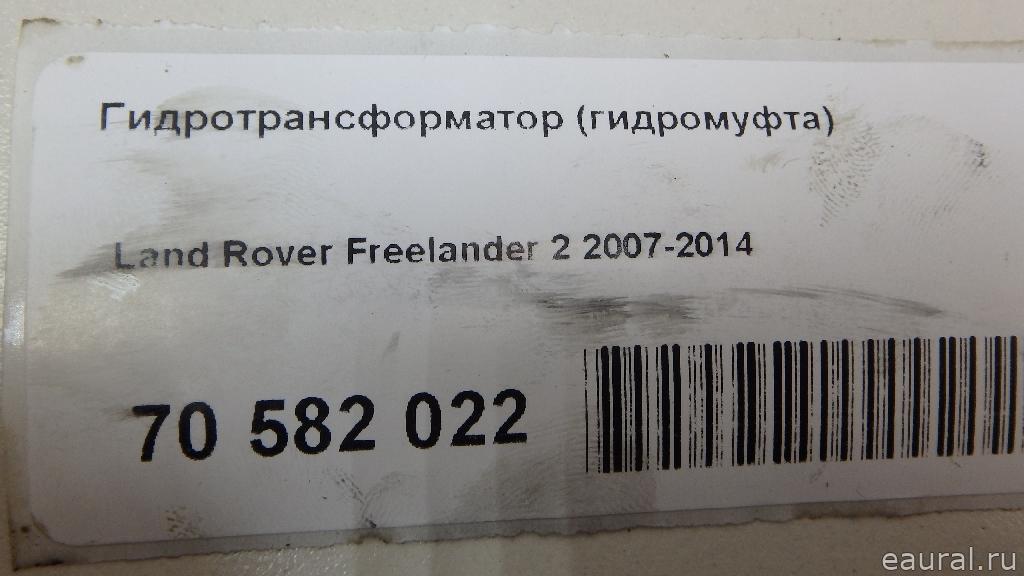 Гидротрансформатор (гидромуфта)
Land Rover Freelander 2 2007-2014
70 582 022
eaural.ru